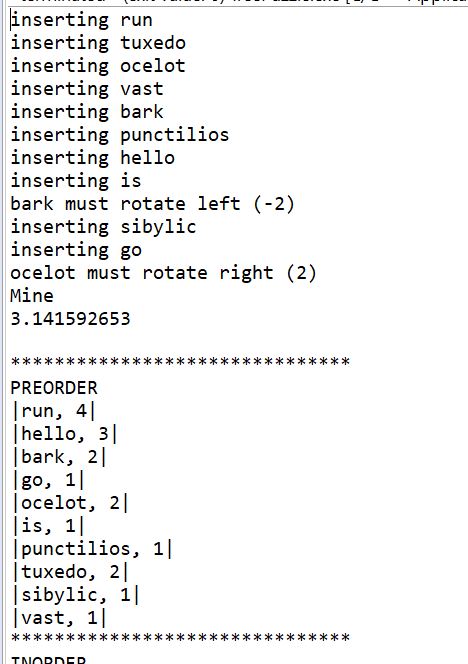 inserting run
inserting tuxedo
inserting ocelot
inserting vast
inserting bark
inserting punctilios
inserting hello
inserting is
bark must rotate left (-2)
inserting sibylic
inserting go
ocelot must rotate right (2)
Mine
3.141592653
*******************************
PREORDER
|run, 4|
|hello, 3|
|bark, 2|
|go, 1|
|ocelot, 2|
|is, 1|
|punctilios, 1|
|tuxedo, 2|
|sibylic, 1|
|vast, 1|
*******************************
INORDER